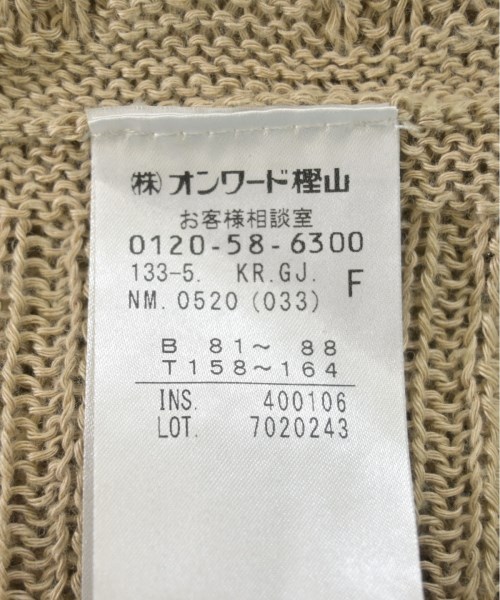 ㈱オンワード樫山
お客様相談室
0120-58-6300
133-5. KR.GJ. F
NM. 0520 (033)
B 81～ 88
T158～164
INS. 400106
LOT. 7020243